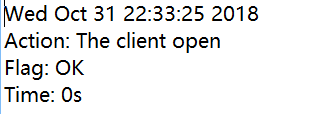 Wed Oct 31 22:33:25 2018
Action: The client open
Flag: OK
Time: 0s